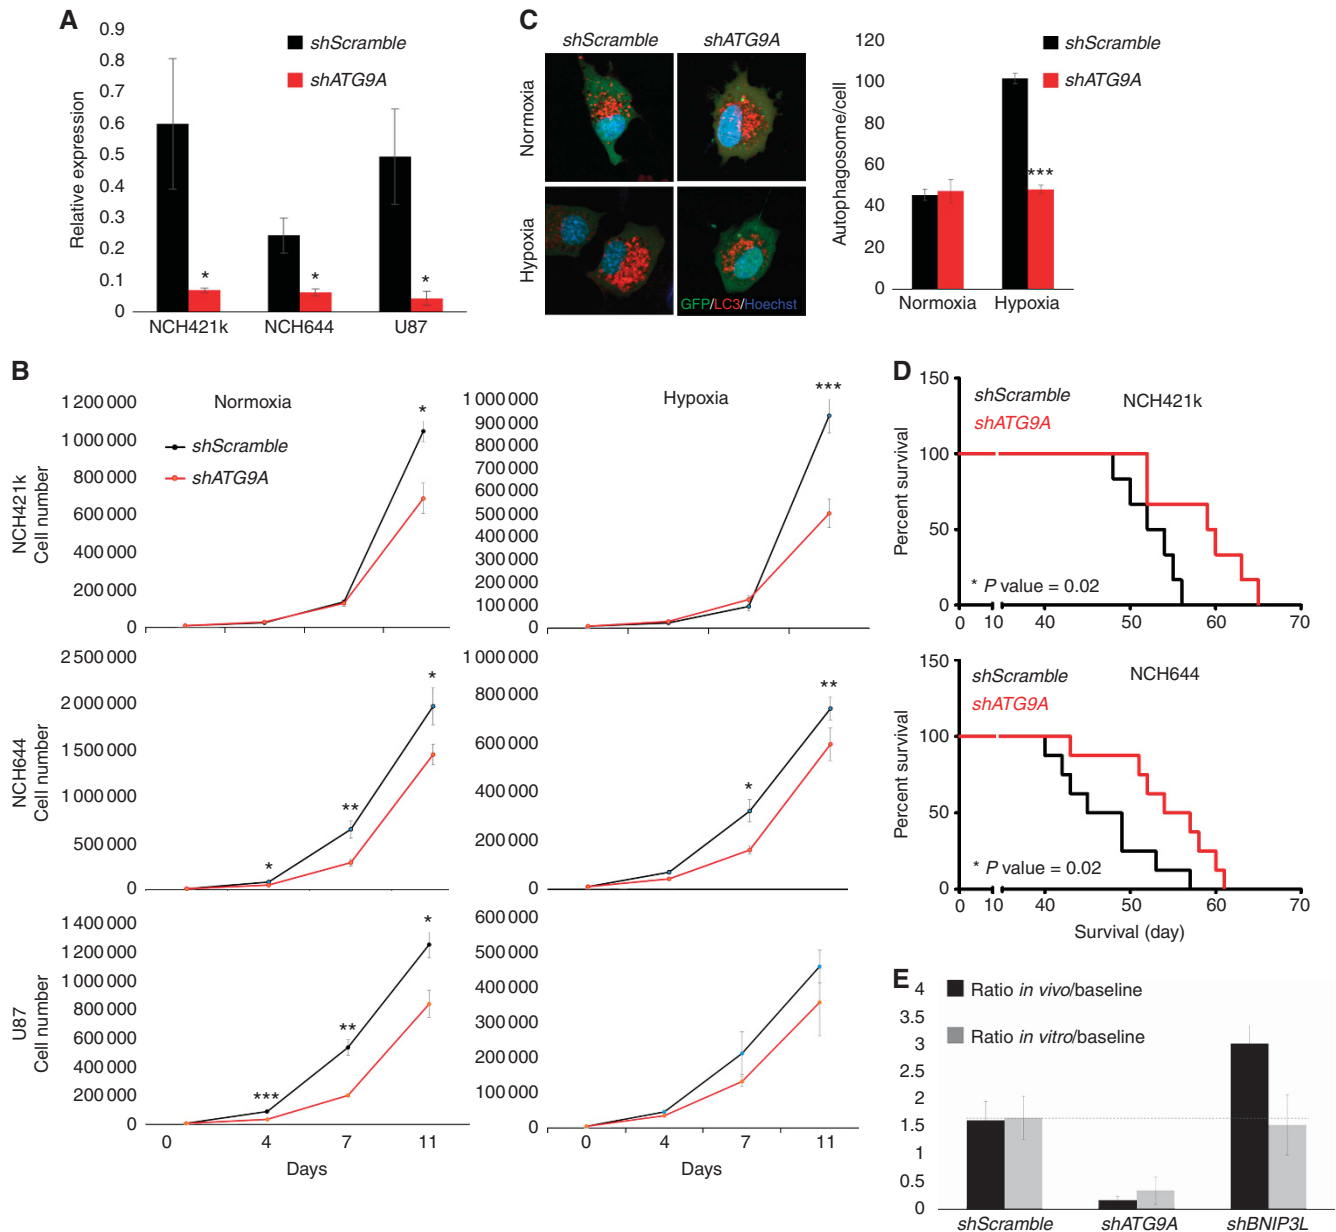 A
0.9
0.8
0.7
0.6
0.5
0.4
0.3
0.2
0.1
0
Relative expression
shScramble
shATG9A
*
*
*
NCH421k
NCH644
U87
C
shScramble
shATG9A
Normoxia
Hypoxia
GFP/LC3/Hoechst
120
100
80
60
40
20
0
Autophagosome/cell
shScramble
shATG9A
***
Normoxia
Hypoxia
B
Normoxia
shScramble
shATG9A
NCH421k
Cell number
1 200 000
1 000 000
800 000
600 000
400 000
200 000
0
*
Hypoxia
1 000 000
900 000
800 000
700 000
600 000
500 000
400 000
300 000
200 000
100 000
0
***
NCH644
Cell number
2 500 000
2 000 000
1 500 000
1 000 000
500 000
0
*
**
*
1 000 000
800 000
600 000
400 000
200 000
0
*
**
U87
Cell number
1 400 000
1 200 000
1 000 000
800 000
600 000
400 000
200 000
0
***
**
*
0
4
7
11
Days
600 000
500 000
400 000
300 000
200 000
100 000
0
0
4
7
11
Days
D
150
100
50
0
Percent survival
shScramble
shATG9A
NCH421k
* P value = 0.02
0
10
40
50
60
70
150
100
50
0
Percent survival
shScramble
shATG9A
NCH644
* P value = 0.02
0
10
40
50
60
70
Survival (day)
E
4
3.5
3
2.5
2
1.5
1
0.5
0
Ratio in vivo/baseline
Ratio in vitro/baseline
shScramble
shATG9A
shBNIP3L